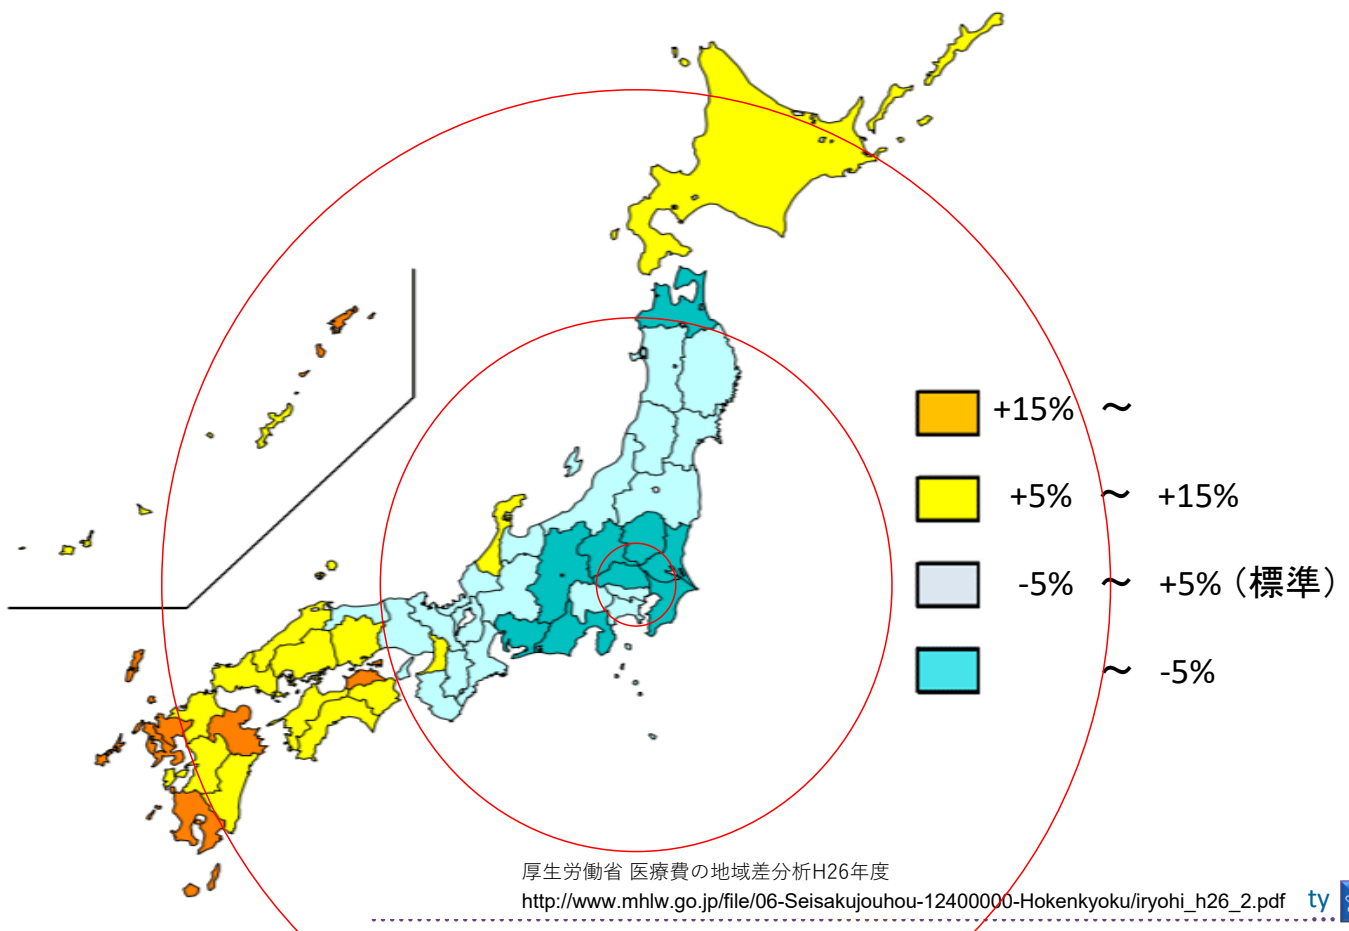 +15% ～
+5% ～ +15%
-5% ～ +5%（標準）
～ -5%
厚生労働省 医療費の地域差分析H26年度
http://www.mhlw.go.jp/file/06-Seisakujouhou-12400000-Hokenkyoku/iryohi_h26_2.pdf
ty